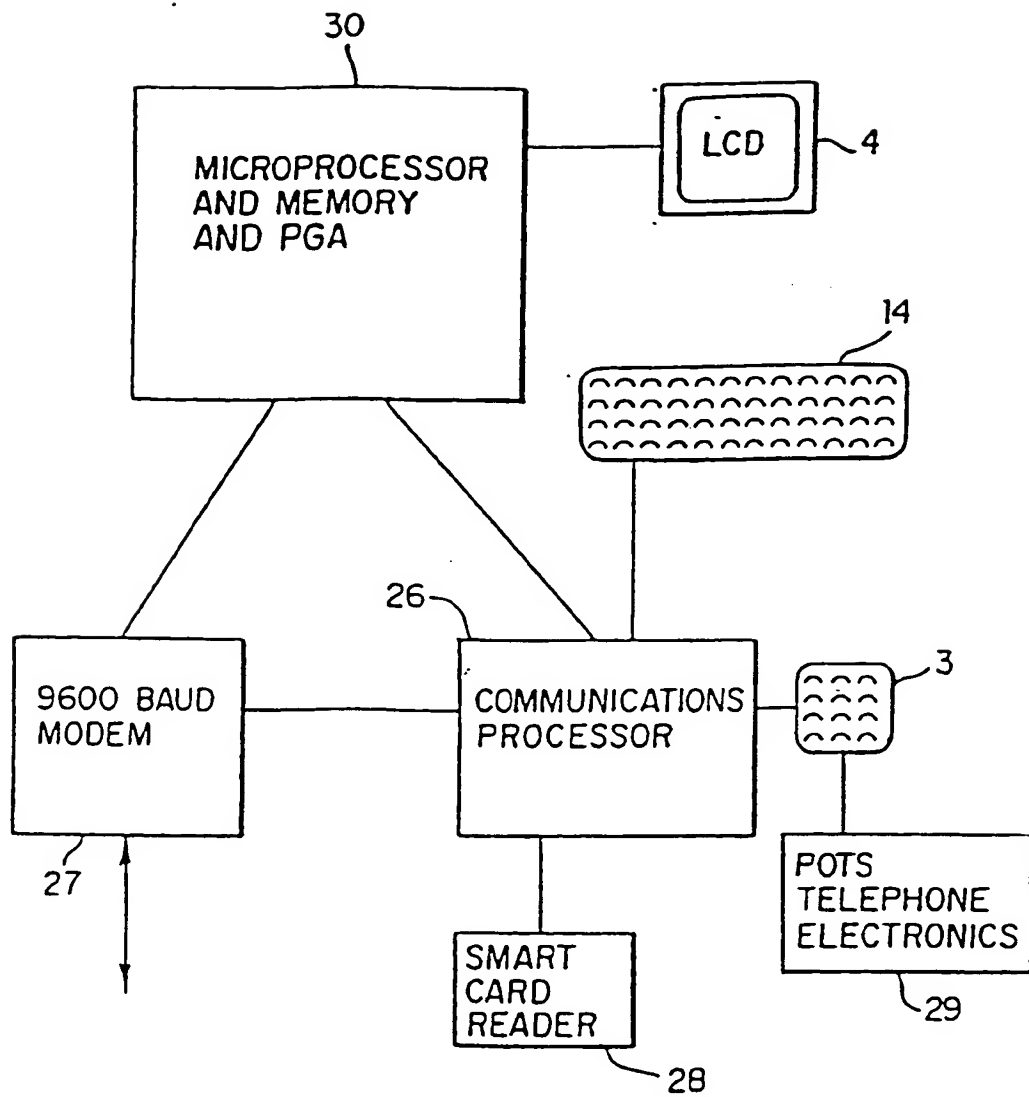 30
MICROPROCESSOR
AND MEMORY
AND PGA
LCD
4
14
26
9600 BAUD
MODEM
COMMUNICATIONS
PROCESSOR
3
27
POTS
TELEPHONE
ELECTRONICS
SMART
CARD
READER
29
28